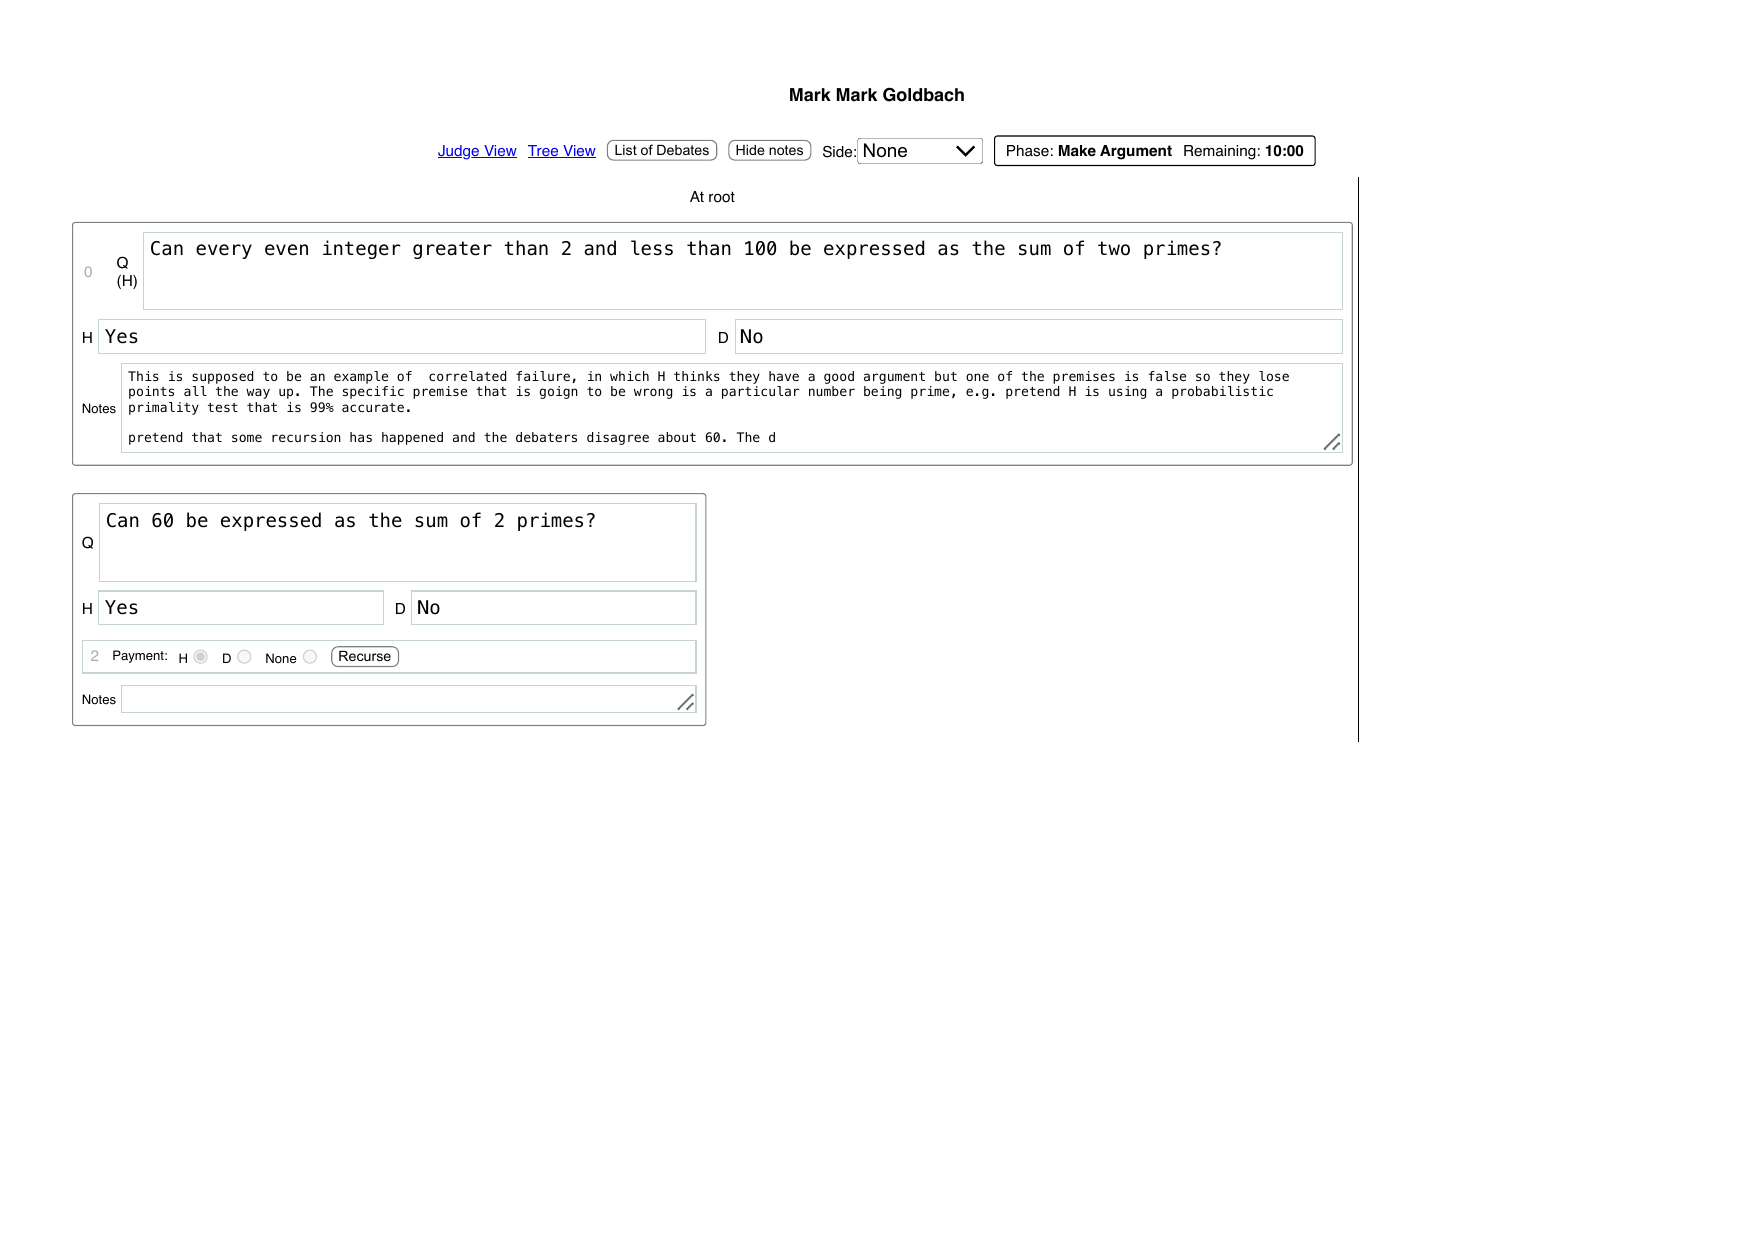 Mark Mark Goldbach
Judge View Tree View List of Debates Hide notes Side: None Phase: Make Argument Remaining: 10:00
At root
0 Q (H) Can every even integer greater than 2 and less than 100 be expressed as the sum of two primes?
H Yes D No
Notes
This is supposed to be an example of  correlated failure, in which H thinks they have a good argument but one of the premises is false so they lose
points all the way up. The specific premise that is goign to be wrong is a particular number being prime, e.g. pretend H is using a probabilistic
primality test that is 99% accurate.
pretend that some recursion has happened and the debaters disagree about 60. The d
Q Can 60 be expressed as the sum of 2 primes?
H Yes D No
2 Payment: H D None Recurse
Notes